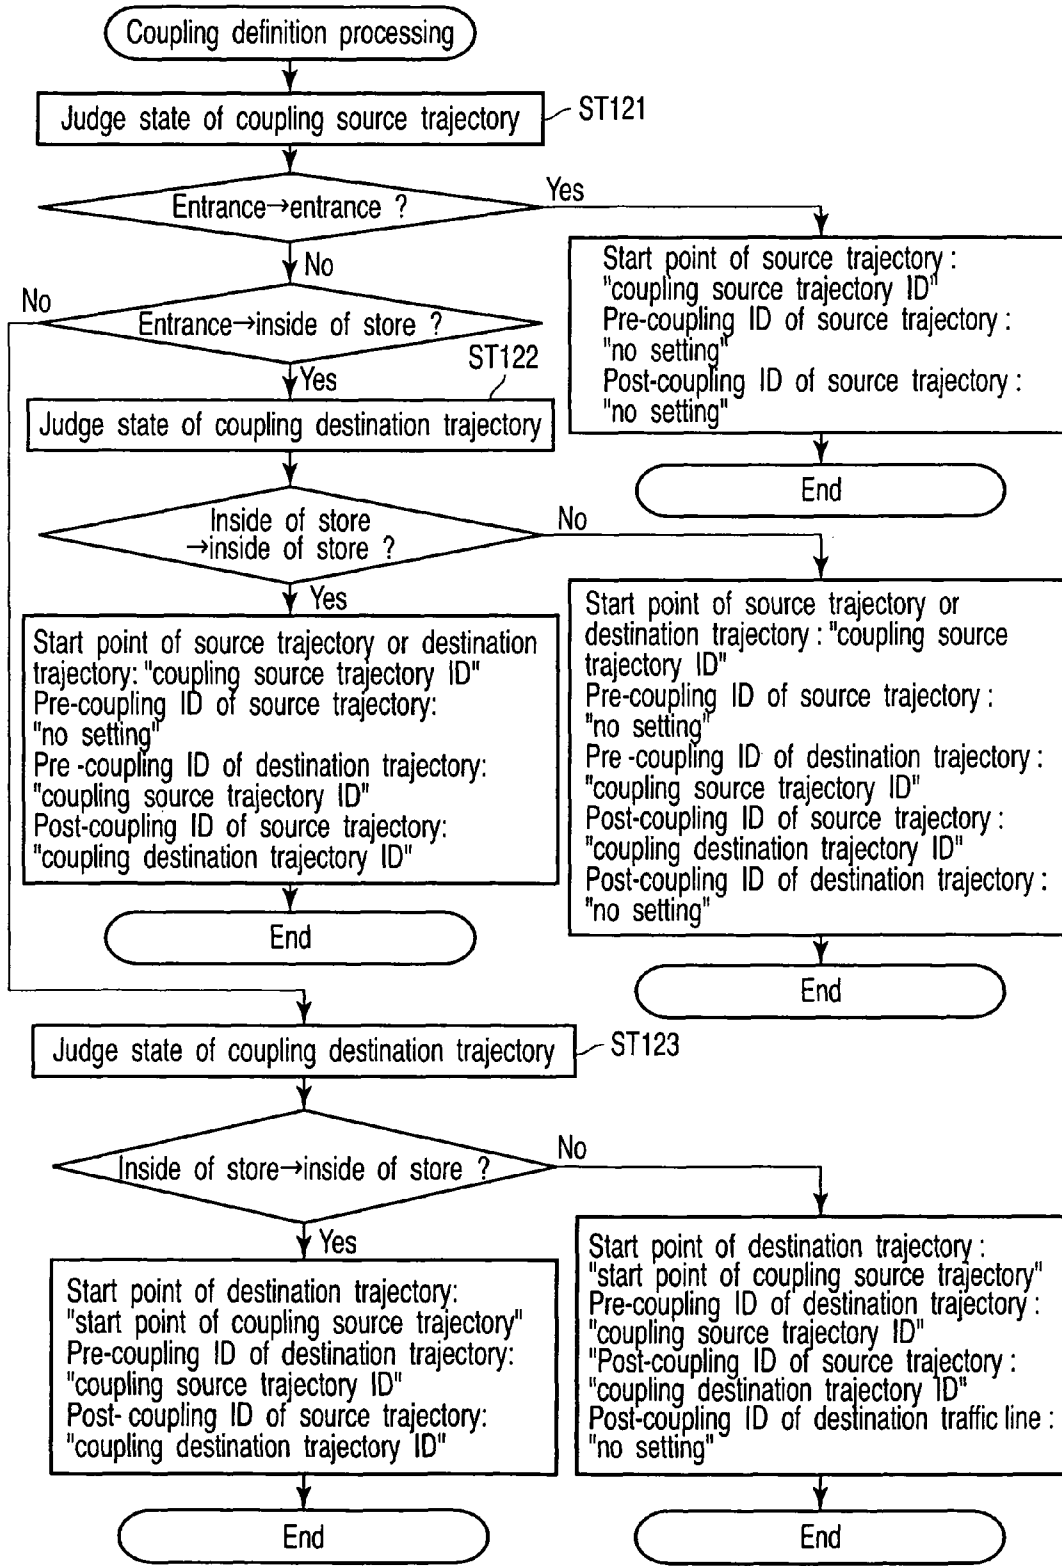 Coupling definition processing
Judge state of coupling source trajectory
ST121
Entrance→entrance ?
Yes
No
Start point of source trajectory :
"coupling source trajectory ID"
Pre-coupling ID of source trajectory :
"no setting"
Post-coupling ID of source trajectory :
"no setting"
End
No
Entrance→inside of store ?
Yes
ST122
Judge state of coupling destination trajectory
Inside of store
→inside of store ?
No
Yes
Start point of source trajectory or destination
trajectory: "coupling source trajectory ID"
Pre-coupling ID of source trajectory:
"no setting"
Pre -coupling ID of destination trajectory:
"coupling source trajectory ID"
Post-coupling ID of source trajectory:
"coupling destination trajectory ID"
End
Start point of source trajectory or
destination trajectory : "coupling source
trajectory ID"
Pre-coupling ID of source trajectory :
"no setting"
Pre -coupling ID of destination trajectory :
"coupling source trajectory ID"
Post-coupling ID of source trajectory :
"coupling destination trajectory ID"
Post-coupling ID of destination trajectory :
"no setting"
End
Judge state of coupling destination trajectory
ST123
Inside of store→inside of store ?
No
Yes
Start point of destination trajectory:
"start point of coupling source trajectory"
Pre-coupling ID of destination trajectory:
"coupling source trajectory ID"
Post- coupling ID of source trajectory:
"coupling destination trajectory ID"
End
Start point of destination trajectory :
"start point of coupling source trajectory"
Pre-coupling ID of destination trajectory :
"coupling source trajectory ID"
"Post-coupling ID of source trajectory :
"coupling destination trajectory ID"
Post-coupling ID of destination traffic line :
"no setting"
End